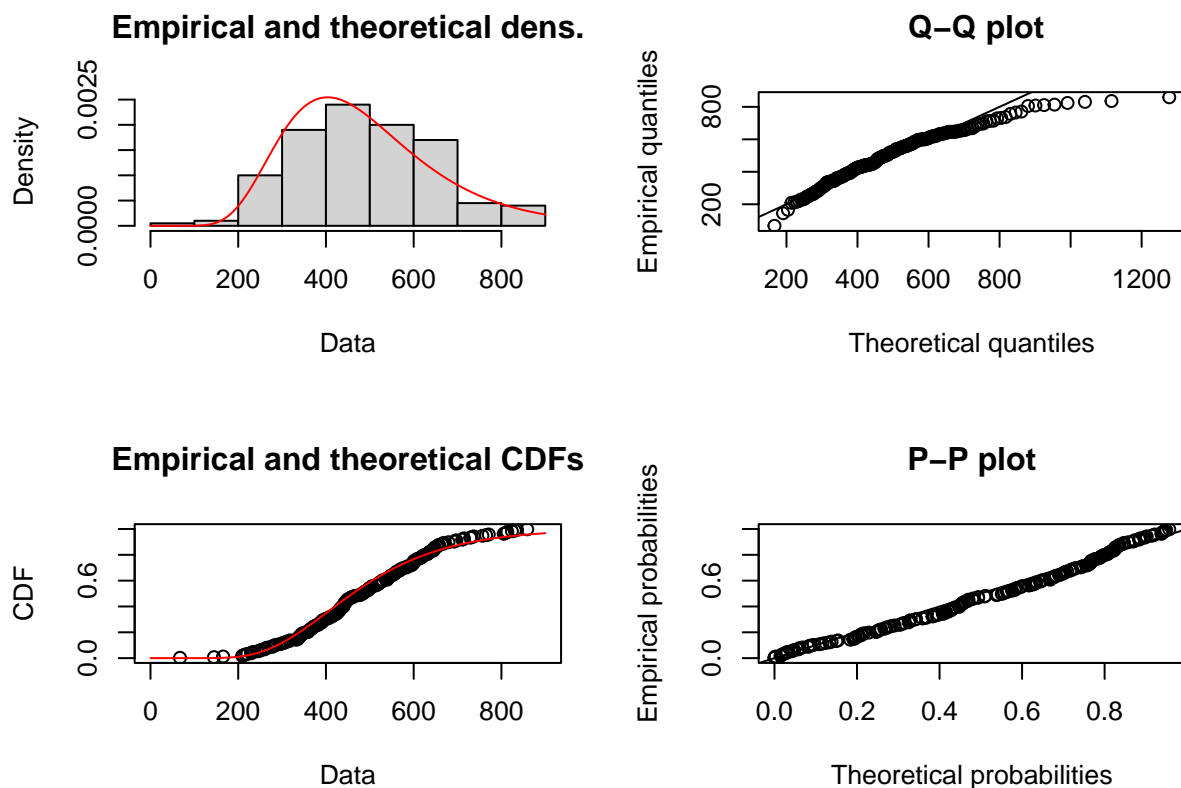 Empirical and theoretical dens.
Density
0.0000 0.0025
0 200 400 600 800
Data
Q−Q plot
Empirical quantiles
200 800
200 400 600 800 1200
Theoretical quantiles
Empirical and theoretical CDFs
CDF
0.0 0.6
0 200 400 600 800
Data
P−P plot
Empirical probabilities
0.0 0.6
0.0 0.2 0.4 0.6 0.8
Theoretical probabilities